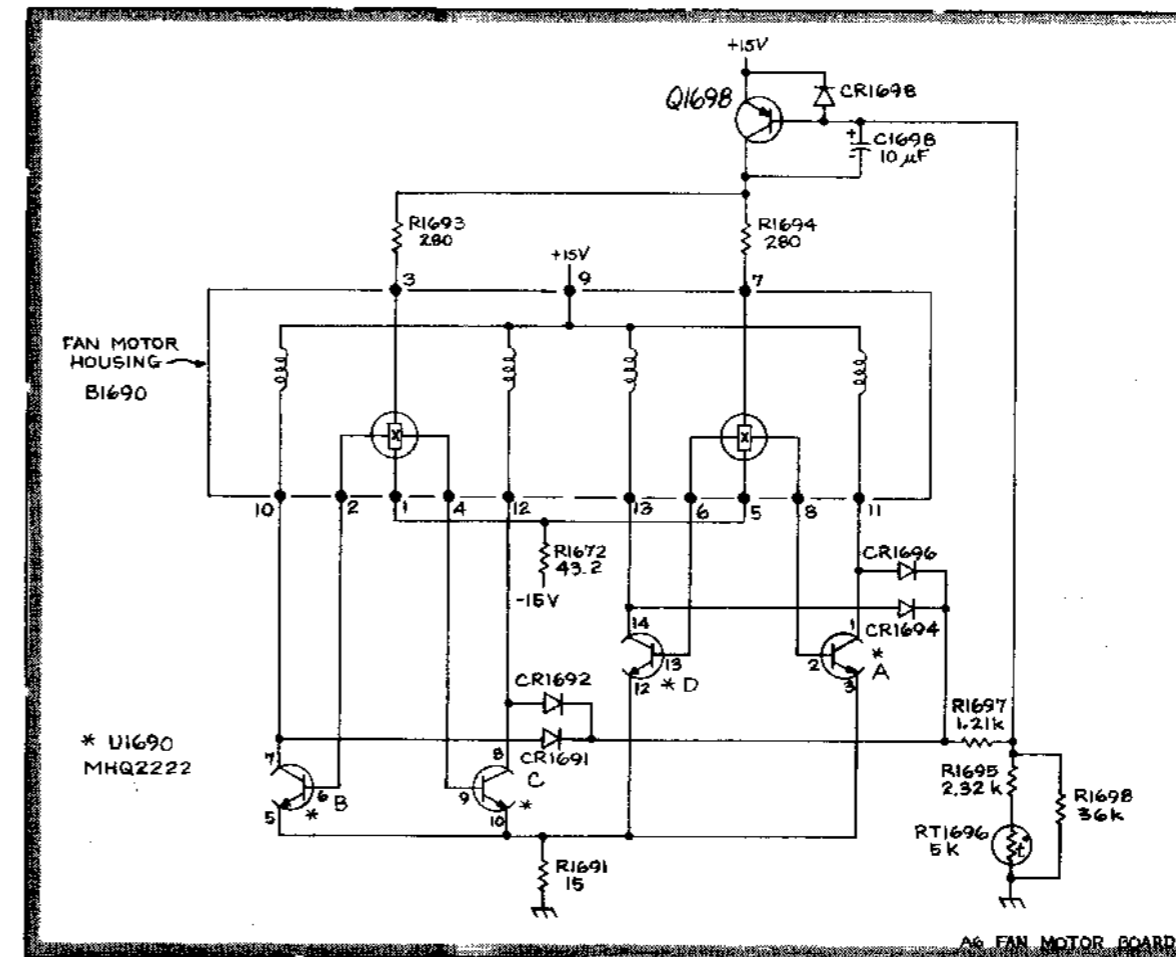 +15V
Q1698
CR1698
+
-
C1698
10 µF
R1693
280
R1694
280
+15V
3
9
7
FAN MOTOR
HOUSING
B1690
X
X
10
2
1
4
12
13
6
5
8
11
R1672
43.2
-15V
CR1696
CR1694
14
13
12
* D
1
2
3
*
A
CR1692
CR1691
R1697
1.21k
* U1690
MHQ2222
7
6
5
* B
8
C
9
10
*
R1695
2.32k
R1698
36k
RT1696
5k
t
R1691
15
A6 FAN MOTOR BOARD